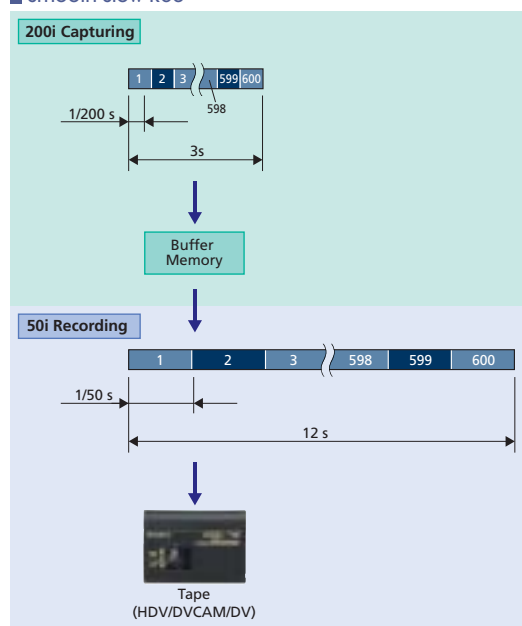 200i Capturing
1 2 3 599 600
598
1/200 s
3s
Buffer
Memory
50i Recording
1 2 3 598 599 600
1/50 s
12 s
Tape
(HDV/DVCAM/DV)